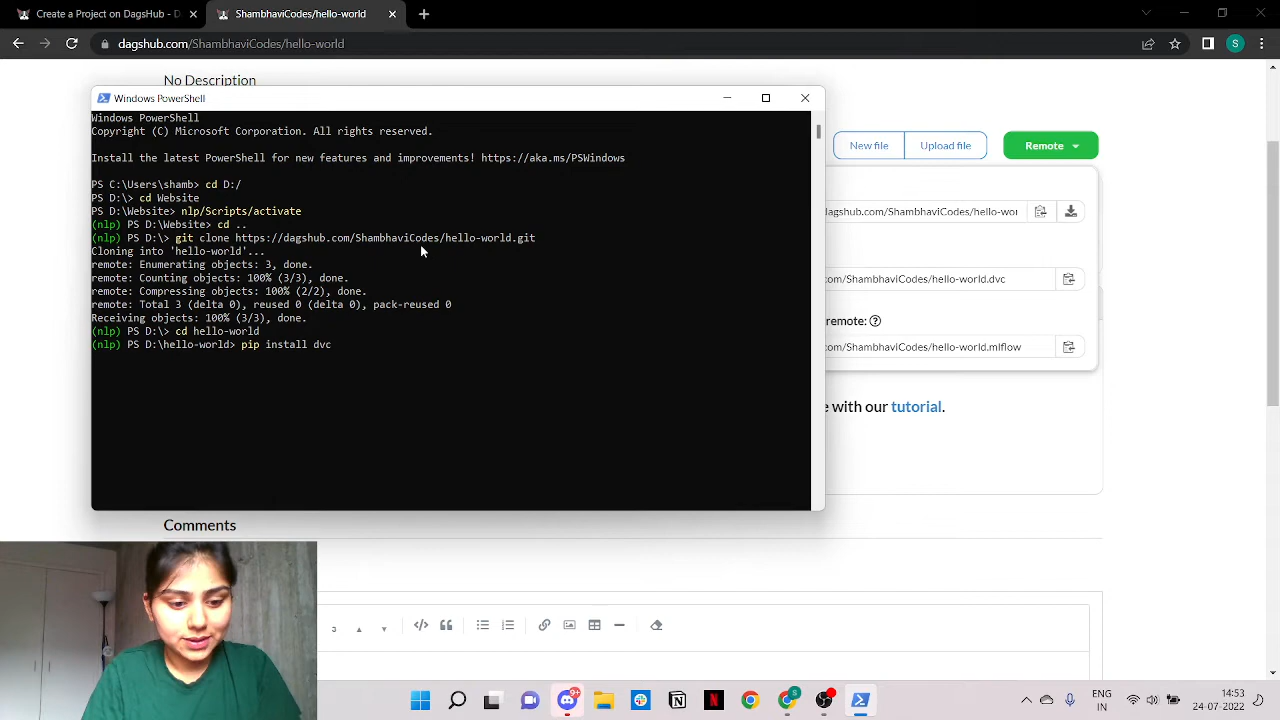 Create a Project on DagsHub - D
ShambhaviCodes/hello-world
dagshub.com/ShambhaviCodes/hello-world
S
No Description
Windows PowerShell
Windows PowerShell
Copyright (C) Microsoft Corporation. All rights reserved.
Install the latest PowerShell for new features and improvements! https://aka.ms/PSWindows
PS C:\Users\shamb> cd D:/
PS D:\> cd Website
PS D:\Website> nlp/Scripts/activate
(nlp) PS D:\Website> cd ..
(nlp) PS D:\> git clone https://dagshub.com/ShambhaviCodes/hello-world.git
Cloning into 'hello-world'...
remote: Enumerating objects: 3, done.
remote: Counting objects: 100% (3/3), done.
remote: Compressing objects: 100% (2/2), done.
remote: Total 3 (delta 0), reused 0 (delta 0), pack-reused 0
Receiving objects: 100% (3/3), done.
(nlp) PS D:\> cd hello-world
(nlp) PS D:\hello-world> pip install dvc
New file
Upload file
Remote
dagshub.com/ShambhaviCodes/hello-wor
com/ShambhaviCodes/hello-world.dvc
remote:
com/ShambhaviCodes/hello-world.mlflow
e with our tutorial.
Comments
3
9+
S
ENG
IN
14:53
24-07-2022